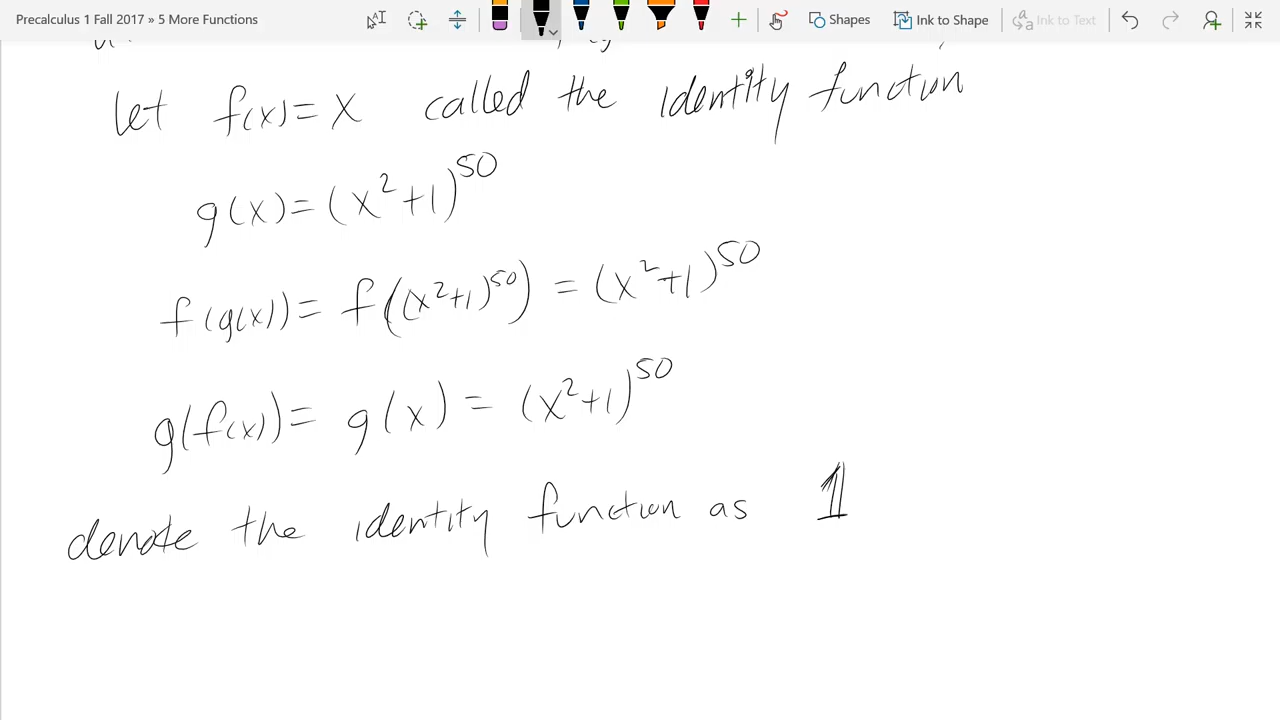 Precalculus 1 Fall 2017 » 5 More Functions
Shapes Ink to Shape Ink to Text
let f(x)=x called the identity function
g(x)=(x²+1)⁵⁰
f(g(x))= f((x²+1)⁵⁰) = (x²+1)⁵⁰
g(f(x))= g(x) = (x²+1)⁵⁰
denote the identity function as 𝟙